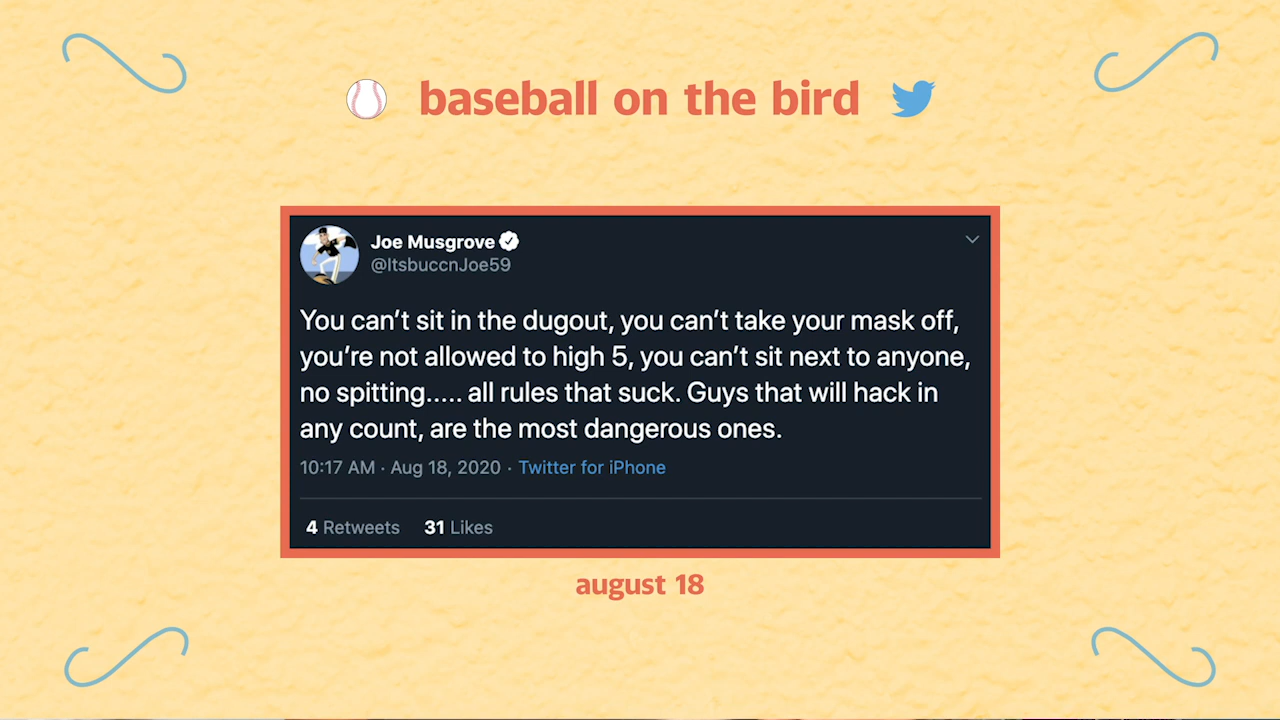 baseball on the bird
Joe Musgrove
@ItsbuccnJoe59
You can’t sit in the dugout, you can’t take your mask off,
you’re not allowed to high 5, you can’t sit next to anyone,
no spitting..... all rules that suck. Guys that will hack in
any count, are the most dangerous ones.
10:17 AM · Aug 18, 2020 · Twitter for iPhone
4 Retweets 31 Likes
august 18